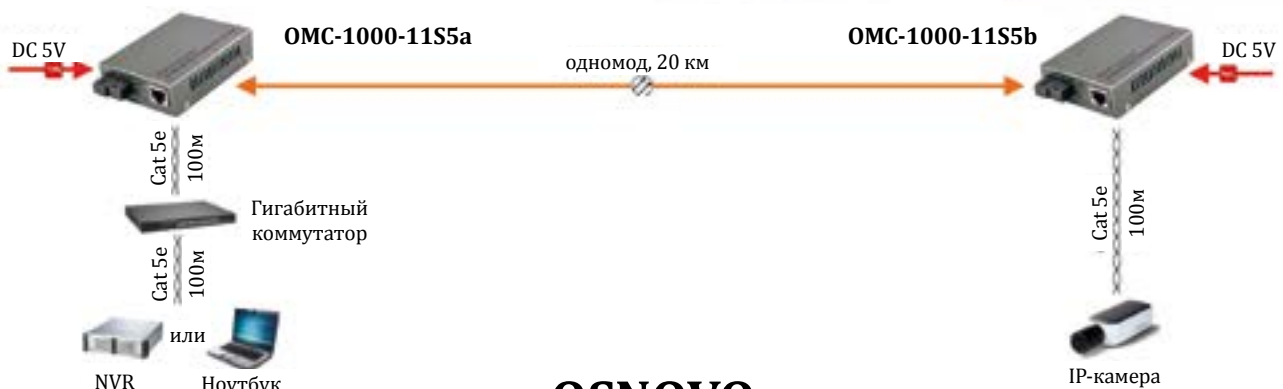 OMC-1000-11S5a
OMC-1000-11S5b
DC 5V
DC 5V
одномод, 20 км
Cat 5e
100м
Гигабитный
коммутатор
Cat 5e
100м
Cat 5e
100м
или
NVR
Ноутбук
IP-камера
OSNOVO